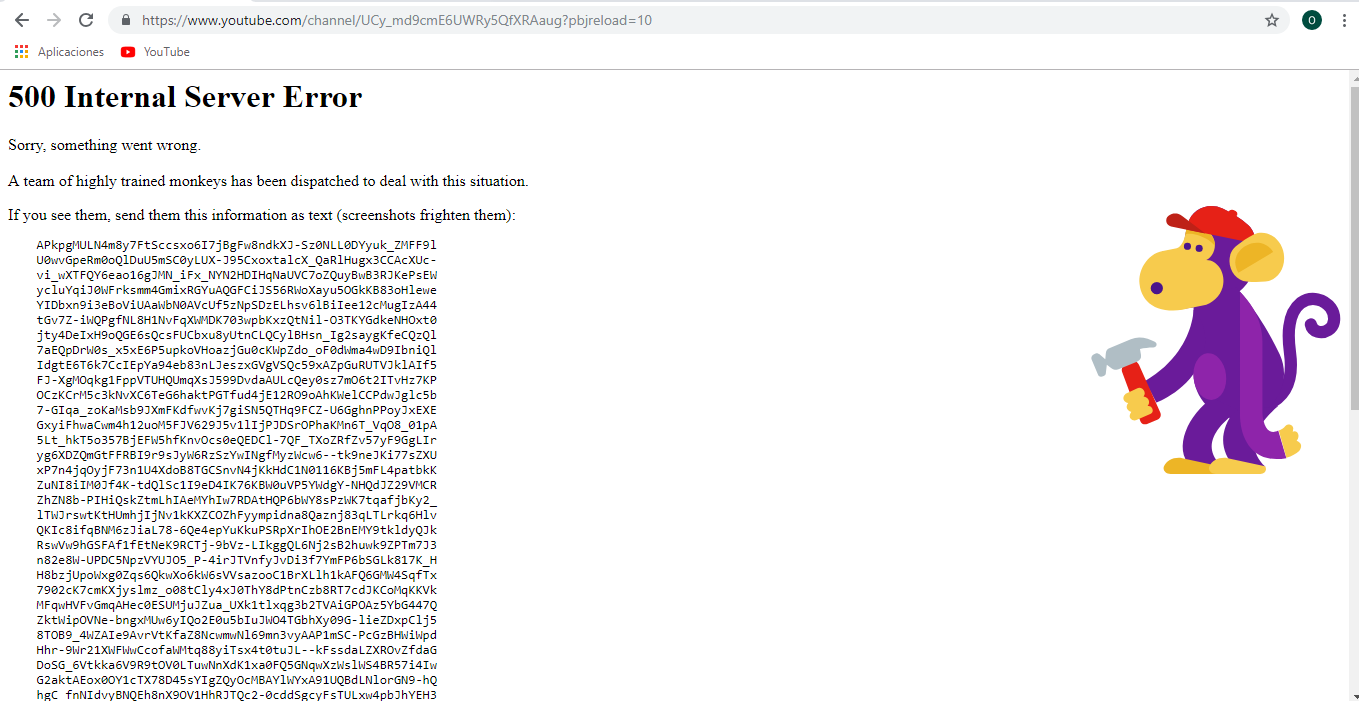 https://www.youtube.com/channel/UCy_md9cmE6UWRy5QfXRAaug?pbjreload=10
O
Aplicaciones YouTube
500 Internal Server Error
Sorry, something went wrong.
A team of highly trained monkeys has been dispatched to deal with this situation.
If you see them, send them this information as text (screenshots frighten them):
APkpgMULN4m8y7FtSccsxo6I7jBgFw8ndkXJ-Sz0NLL0DYyuk_ZMFF9l
U0wvGpeRm0oQlDuU5mSC0yLUX-J95CxoxtalcX_QaRlHugx3CCAcXUc-
vi_wXTFQY6eao16gJMN_iFx_NYN2HDIHqNaUVC7oZQuyBwB3RJKePsEW
ycluYqiJ0WFrksmm4GmixRGYuAQGFCiJS56RWoXayu5OGkKB83oHlewe
YIDbxn9i3eBoViUAaWbN0AVcUf5zNpSDzELhsv6lBiIee12cMugIzA44
tGv7Z-iWQPgfNL8H1NvFqXWMDK703wpbKxzQtNil-O3TKYGdkeNHOxt0
jty4DeIxH9oQGE6sQcsFUCbxu8yUtnCLQCylBHsn_Ig2saygKfeCQzQl
7aEQpDrW0s_x5xE6P5upkoVHoazjGu0cKWpZdo_oF0dWma4wD9IbniQl
IdgtE6T6k7CcIEpYa94eb83nLJeszxGVgVSQc59xAZpGuRUTVJklAIf5
FJ-XgMOqkg1FppVTUHQUmqXsJ599DvdaAULcQey0sz7mO6t2ITvHz7KP
OCzKCrM5c3kNvXC6TeG6haktPGTfud4jE12RO9oAhKWelCCPdwJglc5b
7-GIqa_zoKaMsb9JXmFKdfwvKj7giSN5QTHq9FCZ-U6GghnPPoyJxEXE
GxyiFhwaCwm4h12uoM5FJV629J5v1lIjPJDSrOPhaKMn6T_VqO8_01pA
5Lt_hkT5o357BjEFW5hfKnvOcs0eQEDCl-7QF_TXoZRfZv57yF9GgLIr
yg6XDZQmGtFFRBI9r9sJyW6RzSzYwINgfMyzWcw6--tk9neJKi77sZXU
xP7n4jqOyjF73n1U4XdoB8TGCSnvN4jKkHdC1N0116KBj5mFL4patbkK
ZuNI8iIM0Jf4K-tdQlSc1I9eD4IK76KBW0uVP5YWdgY-NHQdJZ29VMCR
ZhZN8b-PIHiQskZtmLhIAeMYhIw7RDAtHQP6bWY8sPzWK7tqafjbKy2_
lTWJrswtKtHUmhjIjNv1kKXZCOZhFyympidna8Qaznj83qLTLrkq6Hlv
QKIc8ifqBNM6zJiaL78-6Qe4epYuKkuPSRpXrIhOE2BnEMY9tkldyQJk
RswVw9hGSFAf1fEtNeK9RCTj-9bVz-LIkggQL6Nj2sB2huwk9ZPTm7J3
n82e8W-UPDC5NpzVYUJO5_P-4irJTVnfyJvDi3f7YmFP6bSGLk817K_H
H8bzjUpoWxg0Zqs6QkwXo6kW6sVVsazooC1BrXLlh1kAFQ6GMW4SqfTx
7902cK7cmKXjyslmz_o08tCly4xJ0ThY8dPtnCzb8RT7cdJKCoMqKKVk
MFqwHVFvGmqAHec0ESUMjuJZua_UXk1tlxqg3b2TVAiGPOAz5YbG447Q
ZktWipOVNe-bngxMUw6yIQo2E0u5bIuJWO4TGbhXy09G-lieZDxpClj5
8TOB9_4WZAIe9AvrVtKfaZ8NcwmwNl69mn3vyAAP1mSC-PcGzBHWiWpd
Hhr-9Wr21XWFWwCcofaWMtq88yiTsx4t0tuJL--kFssdaLZXROvZfdaG
DoSG_6Vtkka6V9R9tOV0LTuwNnXdK1xa0FQ5GNqwXzWslWS4BR57i4Iw
G2aktAEox0OY1cTX78D45sYIgZQyOcMBAYlWYxA91UQBdLNlorGN9-hQ
hgC_fnNIdvyBNQEh8nX9OV1HhRJTQc2-0cddSgcyFsTULxw4pbJhYEH3